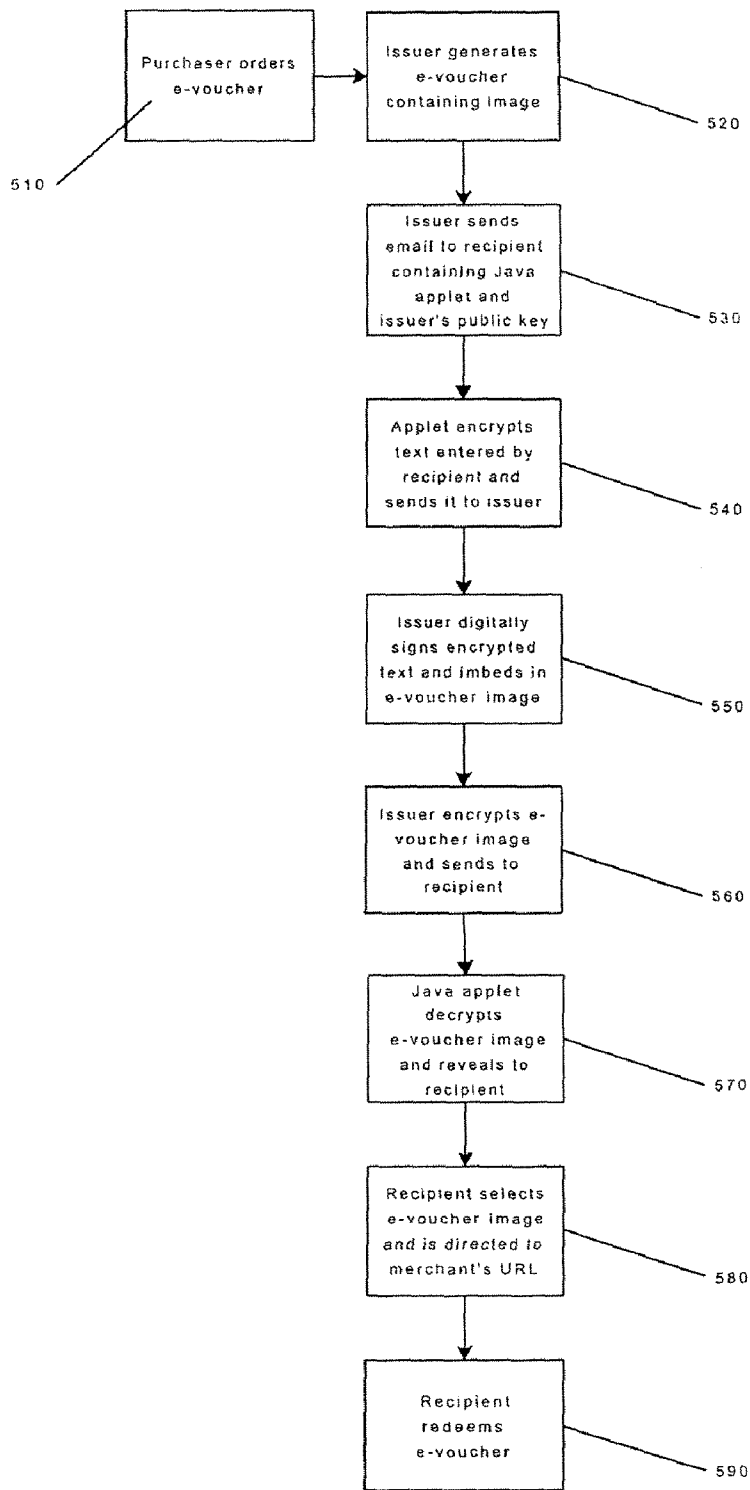 Purchaser orders
e-voucher
510
Issuer generates
e-voucher
containing image
520
Issuer sends
email to recipient
containing Java
applet and
issuer's public key
530
Applet encrypts
text entered by
recipient and
sends it to issuer
540
Issuer digitally
signs encrypted
text and imbeds in
e-voucher image
550
Issuer encrypts e-
voucher image
and sends to
recipient
560
Java applet
decrypts
e-voucher image
and reveals to
recipient
570
Recipient selects
e-voucher image
and is directed to
merchant's URL
580
Recipient
redeems
e-voucher
590